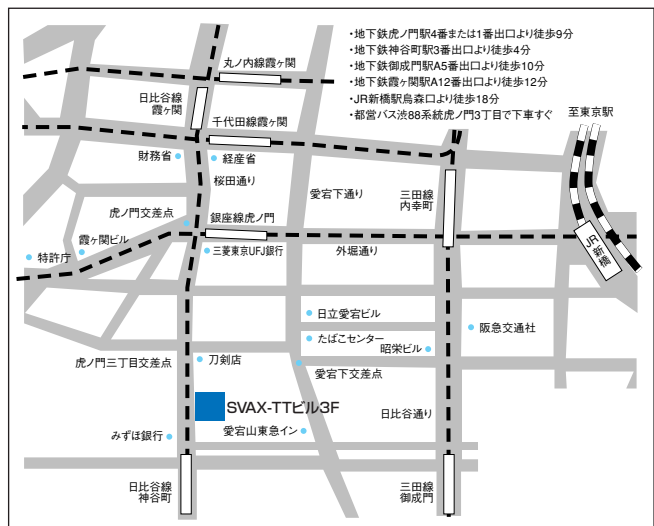 ・地下鉄虎ノ門駅4番または1番出口より徒歩9分
・地下鉄神谷町駅3番出口より徒歩4分
・地下鉄御成門駅A5番出口より徒歩10分
・地下鉄霞ヶ関駅A12番出口より徒歩12分
・JR新橋駅烏森口より徒歩18分
・都営バス渋88系統虎ノ門3丁目で下車すぐ
丸ノ内線霞ヶ関
日比谷線
霞ヶ関
千代田線霞ヶ関
至東京駅
財務省
経産省
桜田通り
愛宕下通り
三田線
内幸町
虎ノ門交差点
銀座線虎ノ門
霞ヶ関ビル
特許庁
三菱東京UFJ銀行
外堀通り
JR新橋
日立愛宕ビル
阪急交通社
たばこセンター
昭栄ビル
虎ノ門三丁目交差点
刀剣店
愛宕下交差点
SVAX-TTビル3F
日比谷通り
みずほ銀行
愛宕山東急イン
日比谷線
神谷町
三田線
御成門